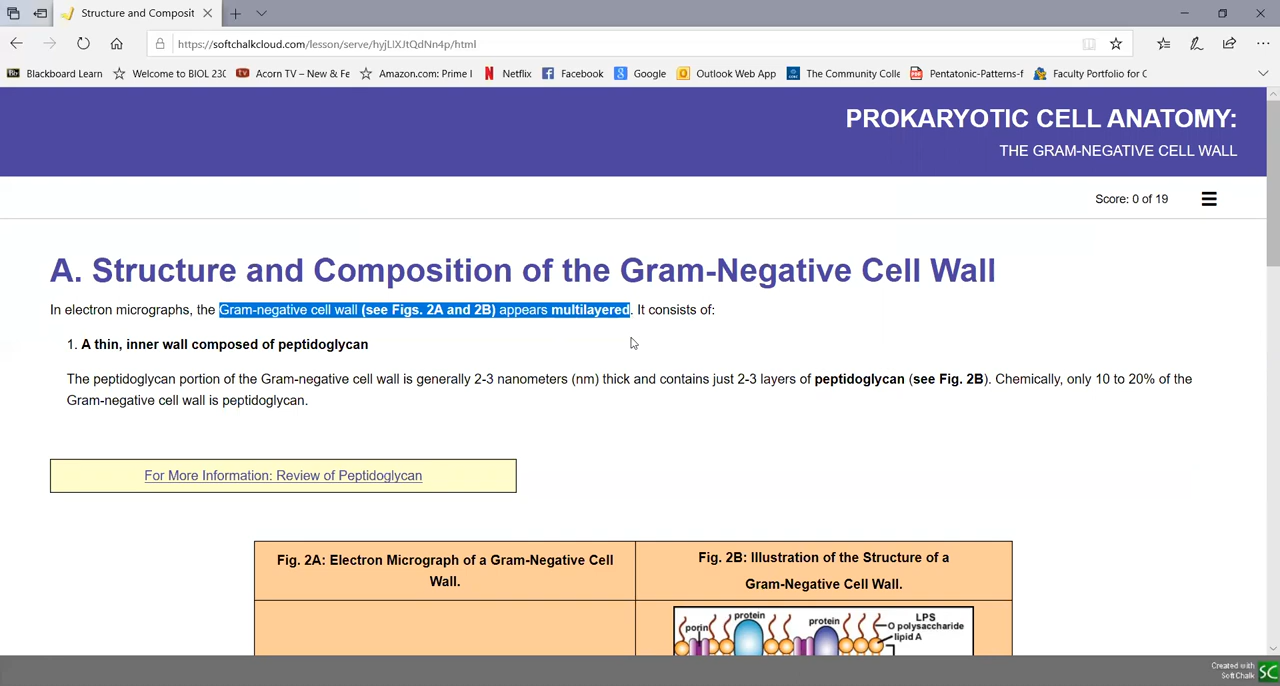 Structure and Composit
https://softchalkcloud.com/lesson/serve/hyjLlXJtQdNn4p/html
Blackboard Learn Welcome to BIOL 230 Acorn TV – New & Fe Amazon.com: Prime I Netflix Facebook Google Outlook Web App The Community Colle Pentatonic-Patterns-f Faculty Portfolio for C
PROKARYOTIC CELL ANATOMY:
THE GRAM-NEGATIVE CELL WALL
Score: 0 of 19
A. Structure and Composition of the Gram-Negative Cell Wall
In electron micrographs, the Gram-negative cell wall (see Figs. 2A and 2B) appears multilayered. It consists of:
1. A thin, inner wall composed of peptidoglycan
The peptidoglycan portion of the Gram-negative cell wall is generally 2-3 nanometers (nm) thick and contains just 2-3 layers of peptidoglycan (see Fig. 2B). Chemically, only 10 to 20% of the
Gram-negative cell wall is peptidoglycan.
For More Information: Review of Peptidoglycan
Fig. 2A: Electron Micrograph of a Gram-Negative Cell
Wall.
Fig. 2B: Illustration of the Structure of a
Gram-Negative Cell Wall.
porin protein protein LPS
O polysaccharide
lipid A
Created with
SoftChalk
SC